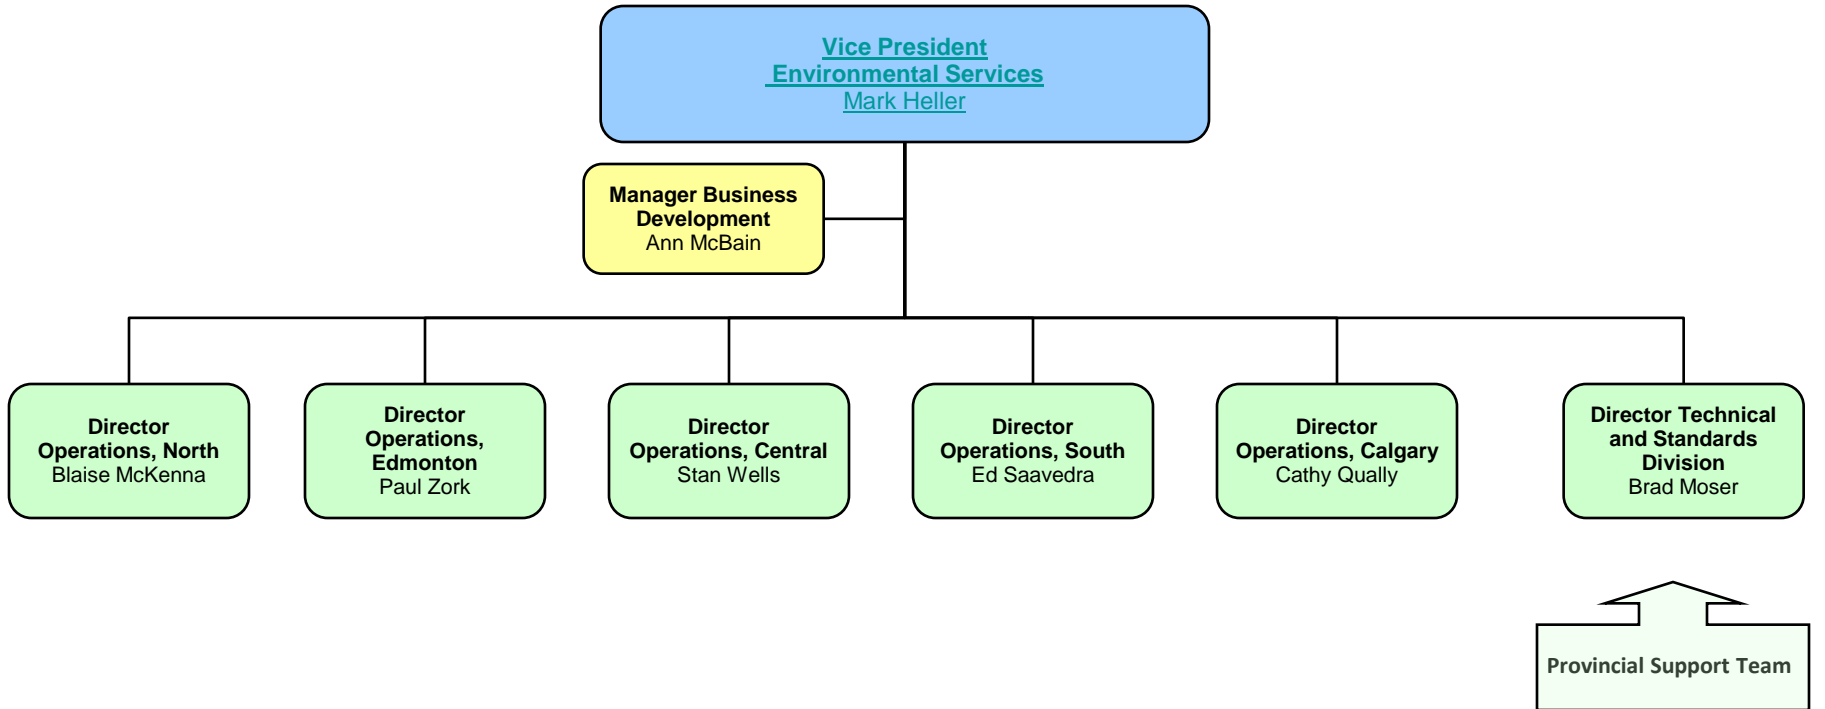 Vice President
Environmental Services
Mark Heller
Manager Business
Development
Ann McBain
Director
Operations, North
Blaise McKenna
Director
Operations,
Edmonton
Paul Zork
Director
Operations, Central
Stan Wells
Director
Operations, South
Ed Saavedra
Director
Operations, Calgary
Cathy Qually
Director Technical
and Standards
Division
Brad Moser
Provincial Support Team